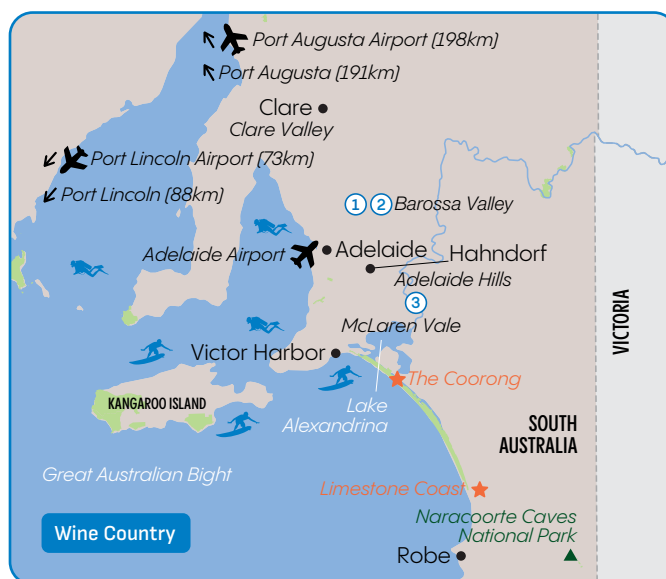 Port Augusta Airport (198km)
Port Augusta (191km)
Clare
Clare Valley
Port Lincoln Airport (73km)
Port Lincoln (88km)
1 2 Barossa Valley
Adelaide Airport
Adelaide
Hahndorf
Adelaide Hills
3
McLaren Vale
VICTORIA
Victor Harbor
The Coorong
KANGAROO ISLAND
Lake
Alexandrina
SOUTH
AUSTRALIA
Great Australian Bight
Limestone Coast
Naracoorte Caves
National Park
Wine Country
Robe